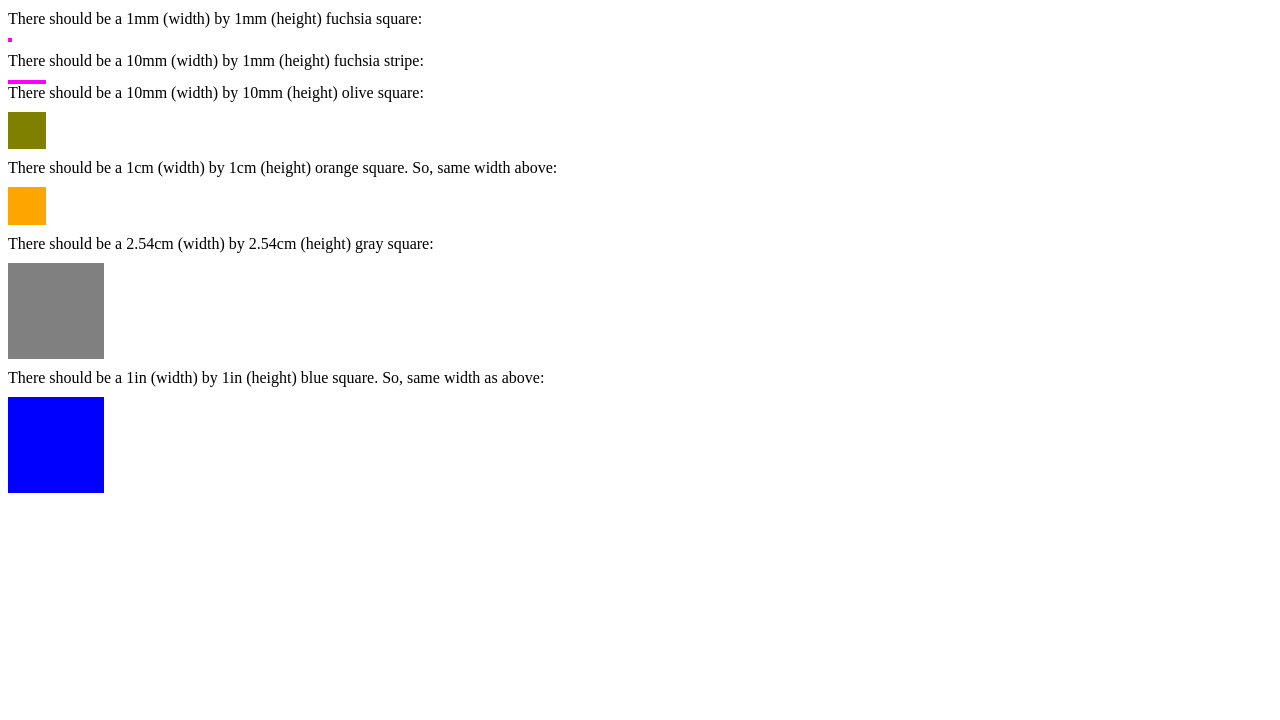 There should be a 1mm (width) by 1mm (height) fuchsia square:
There should be a 10mm (width) by 1mm (height) fuchsia stripe:
There should be a 10mm (width) by 10mm (height) olive square:
There should be a 1cm (width) by 1cm (height) orange square. So, same width above:
There should be a 2.54cm (width) by 2.54cm (height) gray square:
There should be a 1in (width) by 1in (height) blue square. So, same width as above: